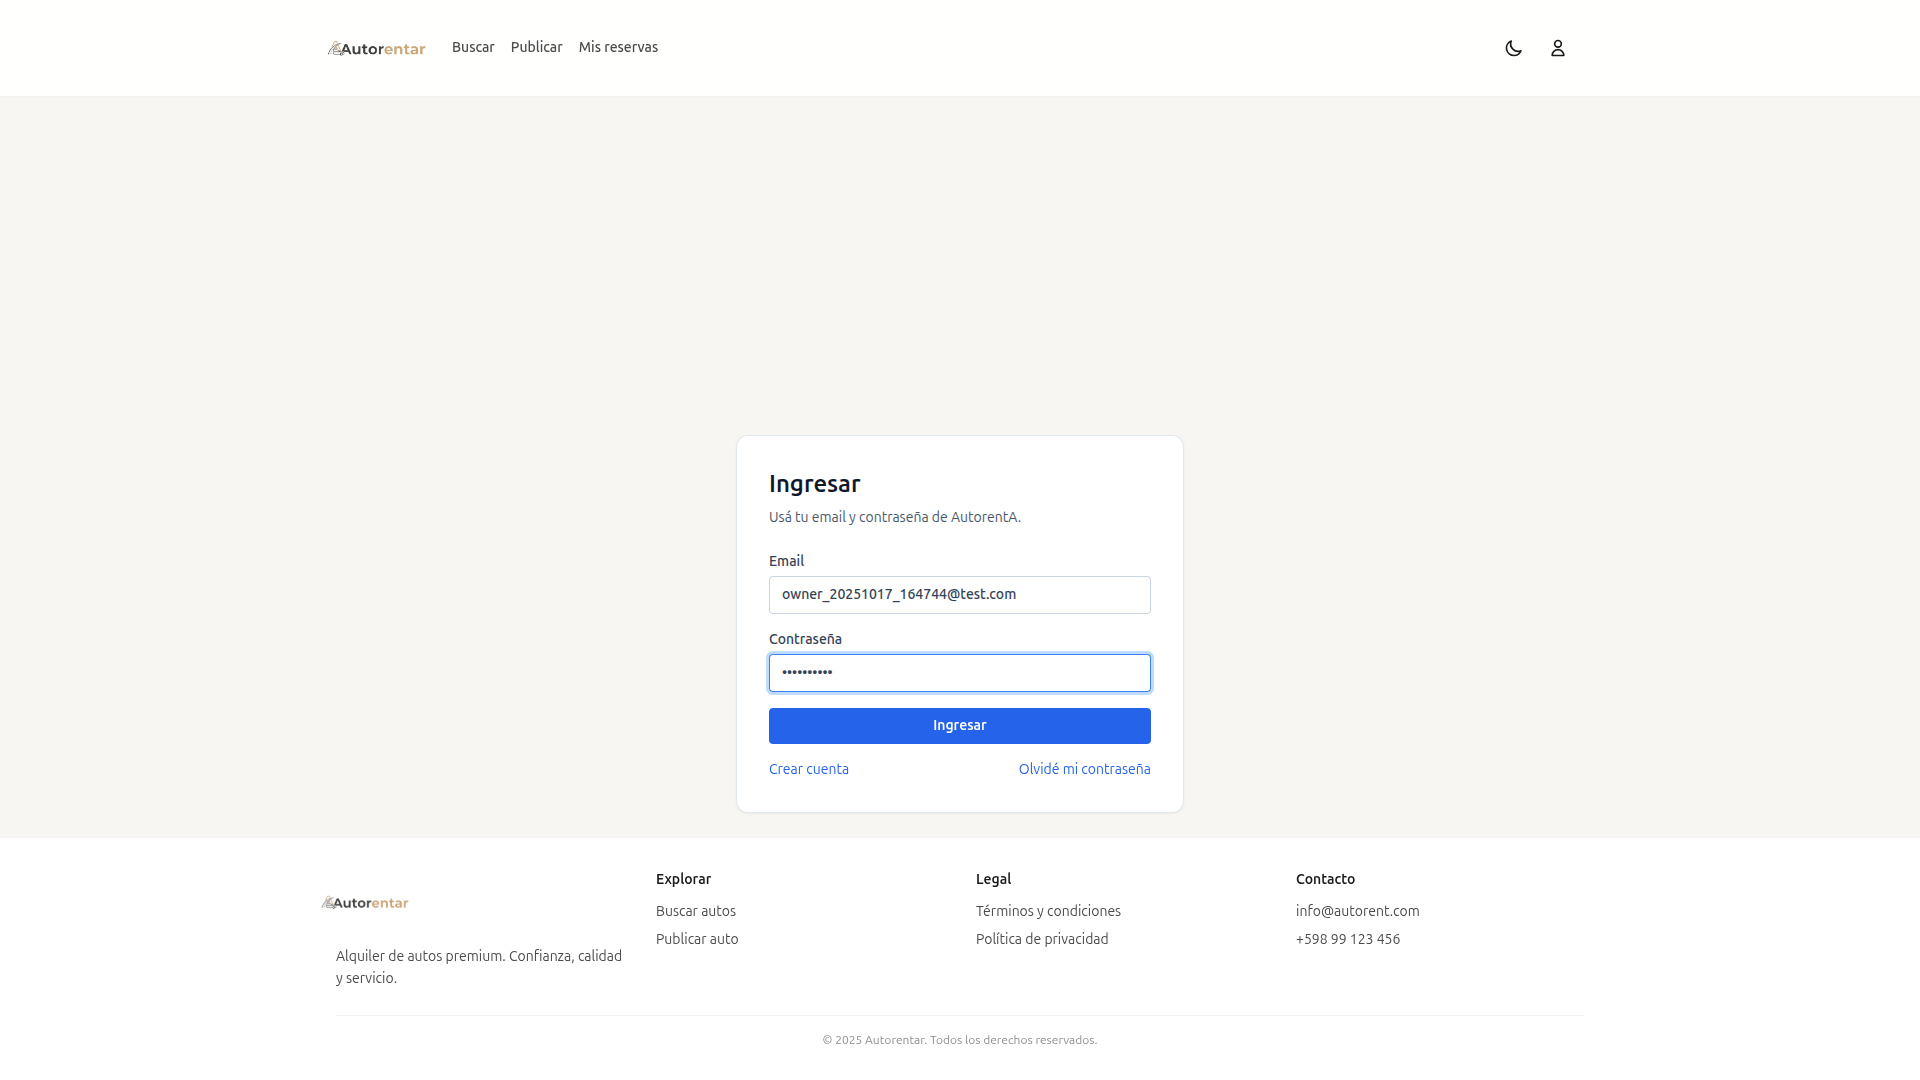 Autorentar
Buscar
Publicar
Mis reservas
Ingresar
Usá tu email y contraseña de AutorentA.
Email
owner_20251017_164744@test.com
Contraseña
••••••••••
Ingresar
Crear cuenta
Olvidé mi contraseña
Autorentar
Alquiler de autos premium. Confianza, calidad
y servicio.
Explorar
Buscar autos
Publicar auto
Legal
Términos y condiciones
Política de privacidad
Contacto
info@autorent.com
+598 99 123 456
© 2025 Autorentar. Todos los derechos reservados.